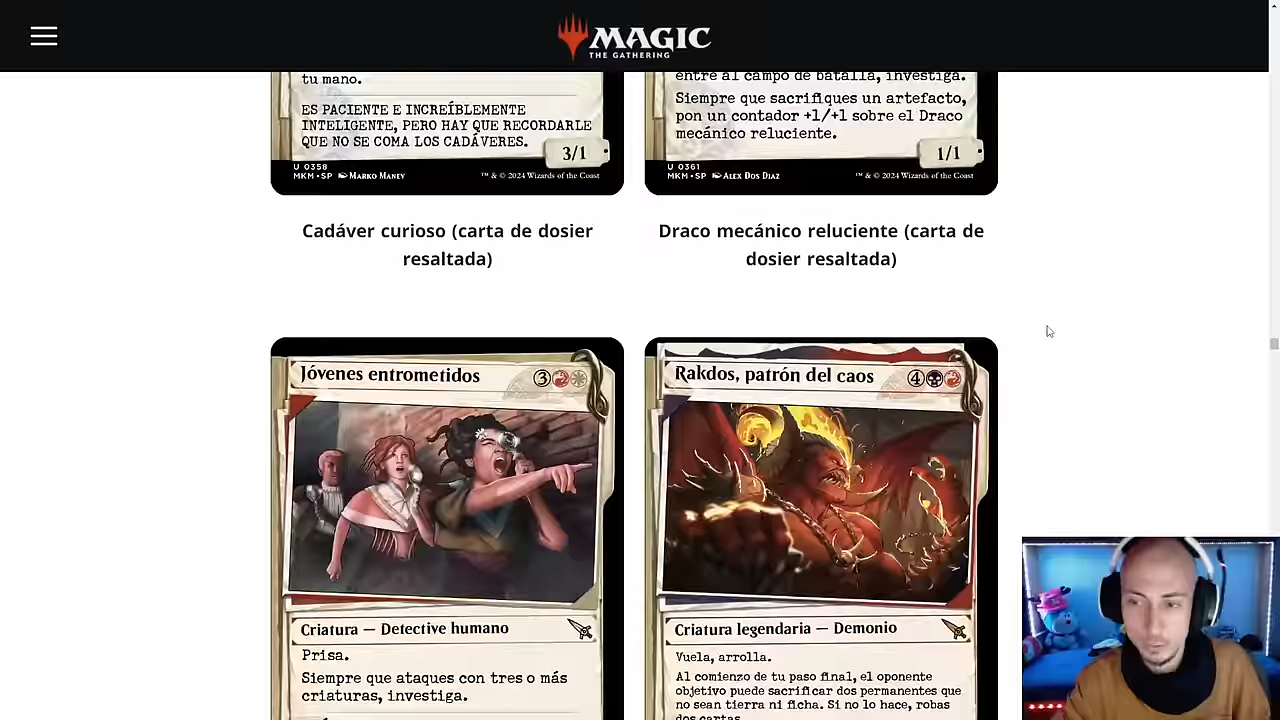 MAGIC
THE GATHERING
tu mano.
ES PACIENTE E INCREÍBLEMENTE
INTELIGENTE, PERO HAY QUE RECORDARLE
QUE NO SE COMA LOS CADÁVERES.
3/1
U 0358
MKM • SP MARKO MANEV
™ & © 2024 Wizards of the Coast
entre al campo de batalla, investiga.
Siempre que sacrifiques un artefacto,
pon un contador +1/+1 sobre el Draco
mecánico reluciente.
1/1
U 0361
MKM • SP ALEX DOS DIAZ
™ & © 2024 Wizards of the Coast
Cadáver curioso (carta de dosier
resaltada)
Draco mecánico reluciente (carta de
dosier resaltada)
Jóvenes entrometidos
3
Criatura — Detective humano
Prisa.
Siempre que ataques con tres o más
criaturas, investiga.
Rakdos, patrón del caos
4
Criatura legendaria — Demonio
Vuela, arrolla.
Al comienzo de tu paso final, el oponente
objetivo puede sacrificar dos permanentes que
no sean tierra ni ficha. Si no lo hace, robas
dos cartas.